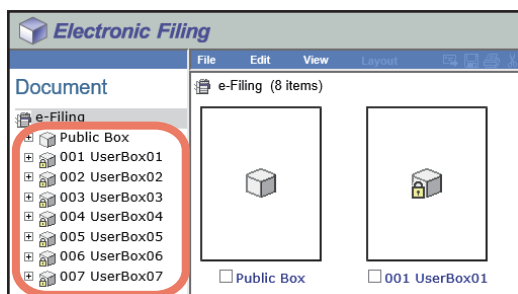 Electronic Filing
File Edit View Layout
Document
e-Filing (8 items)
e-Filing
Public Box
001 UserBox01
002 UserBox02
003 UserBox03
004 UserBox04
005 UserBox05
006 UserBox06
007 UserBox07
Public Box
001 UserBox01